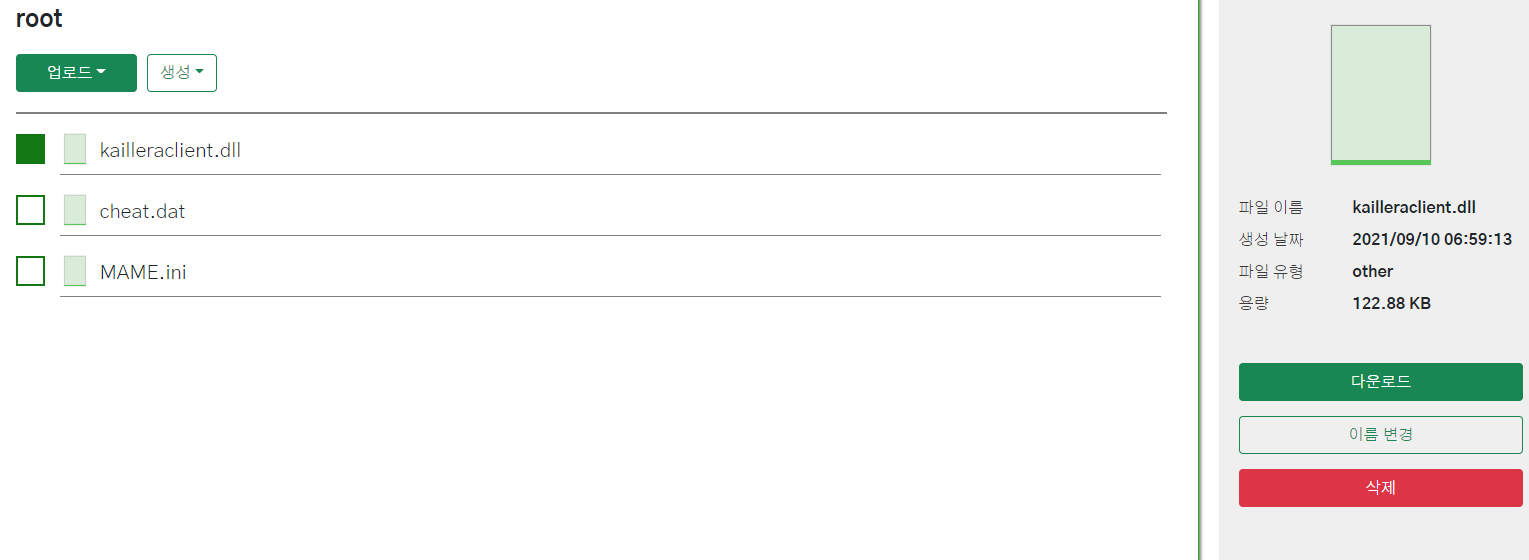 root
업로드
생성
kailleraclient.dll
cheat.dat
MAME.ini
파일 이름 kailleraclient.dll
생성 날짜 2021/09/10 06:59:13
파일 유형 other
용량 122.88 KB
다운로드
이름 변경
삭제